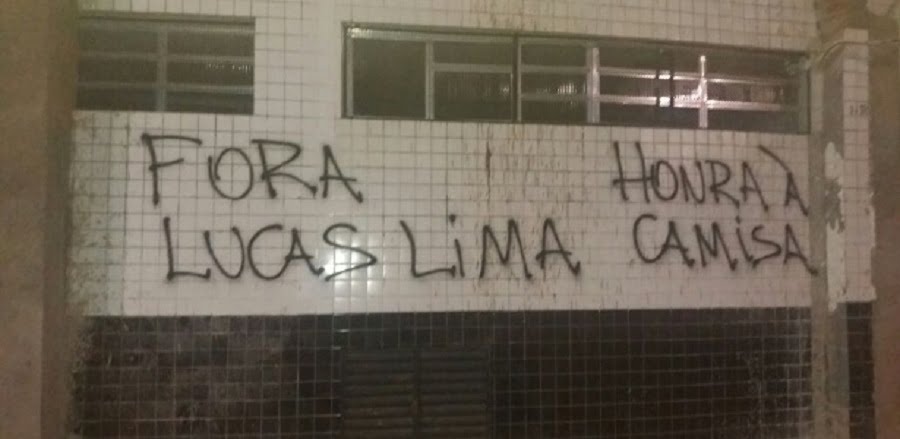 FORA
LUCAS LiMA
HONRA À
CAMiSA